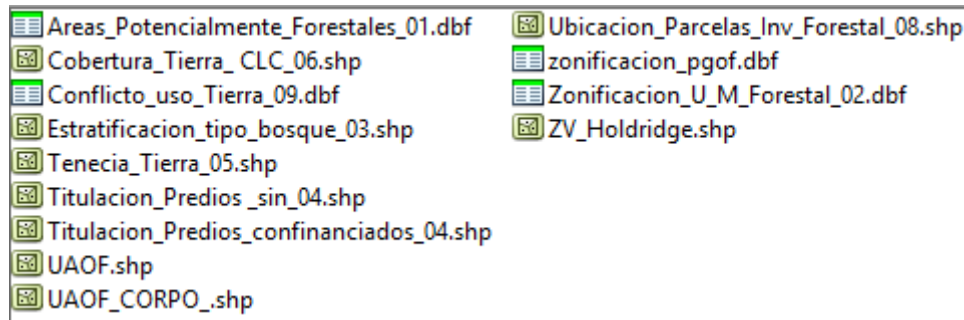 Areas_Potencialmente_Forestales_01.dbf
Cobertura_Tierra_ CLC_06.shp
Conflicto_uso_Tierra_09.dbf
Estratificacion_tipo_bosque_03.shp
Tenecia_Tierra_05.shp
Titulacion_Predios _sin_04.shp
Titulacion_Predios_confinanciados_04.shp
UAOF.shp
UAOF_CORPO_.shp
Ubicacion_Parcelas_Inv_Forestal_08.shp
zonificacion_pgof.dbf
Zonificacion_U_M_Forestal_02.dbf
ZV_Holdridge.shp